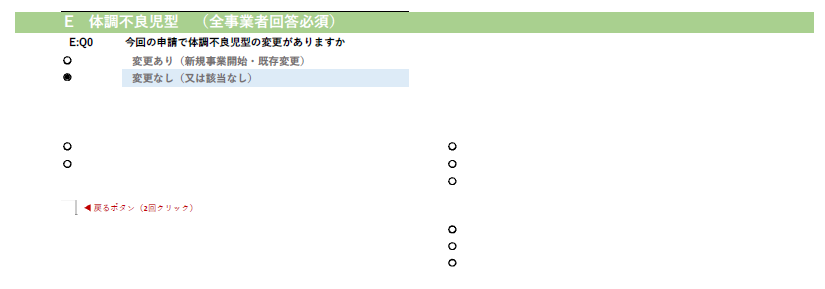 E 体調不良児型 （全事業者回答必須）
E:Q0 今回の申請で体調不良児型の変更がありますか
変更あり（新規事業開始・既存変更）
変更なし（又は該当なし）
◀ 戻るボタン（2回クリック）